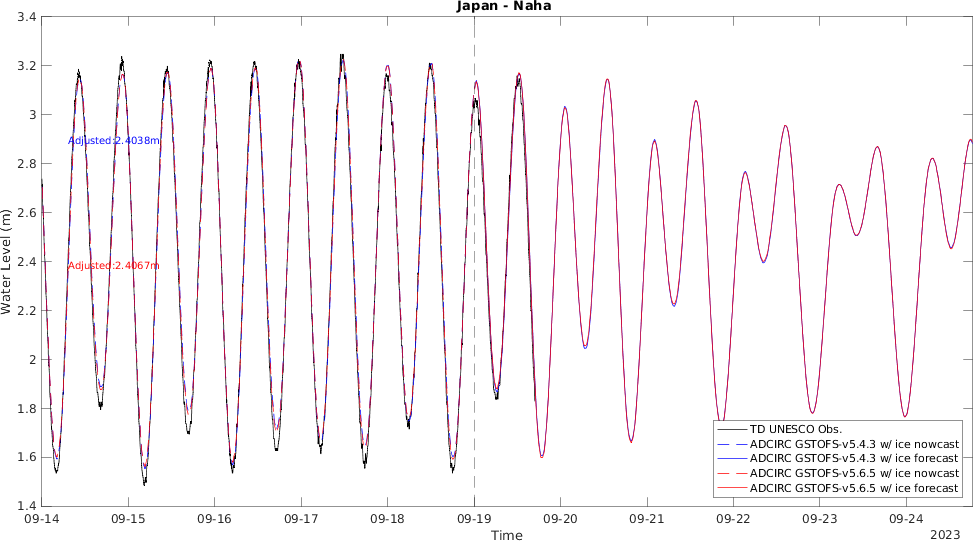 Japan - Naha
3.4
3.2
3
2.8
2.6
2.4
2.2
2
1.8
1.6
1.4
Water Level (m)
Adjusted:2.4038m
Adjusted:2.4067m
TD UNESCO Obs.
ADCIRC GSTOFS-v5.4.3 w/ ice nowcast
ADCIRC GSTOFS-v5.4.3 w/ ice forecast
ADCIRC GSTOFS-v5.6.5 w/ ice nowcast
ADCIRC GSTOFS-v5.6.5 w/ ice forecast
09-14 09-15 09-16 09-17 09-18 09-19 09-20 09-21 09-22 09-23 09-24
Time
2023